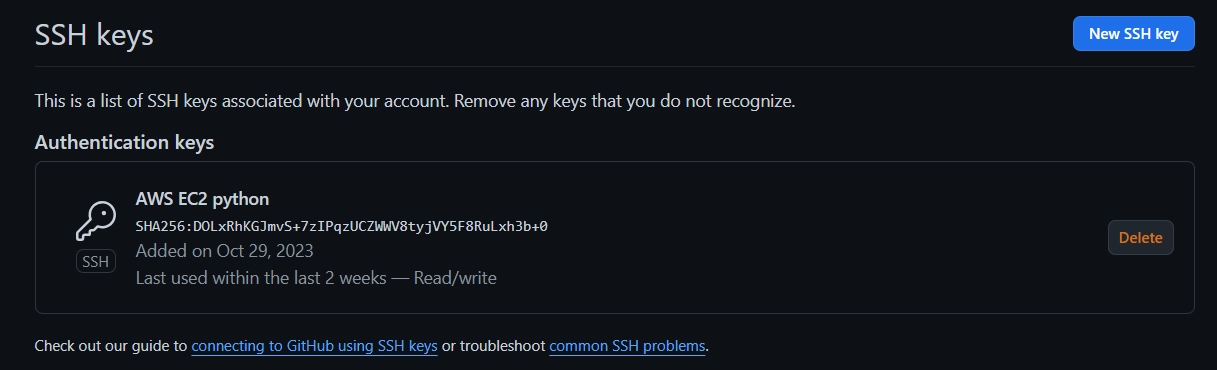 SSH keys
New SSH key
This is a list of SSH keys associated with your account. Remove any keys that you do not recognize.
Authentication keys
AWS EC2 python
SHA256:DOLxRhKGJmvS+7zIPqzUCZWWV8tyjVY5F8RuLxh3b+0
Added on Oct 29, 2023
SSH
Last used within the last 2 weeks — Read/write
Delete
Check out our guide to connecting to GitHub using SSH keys or troubleshoot common SSH problems.